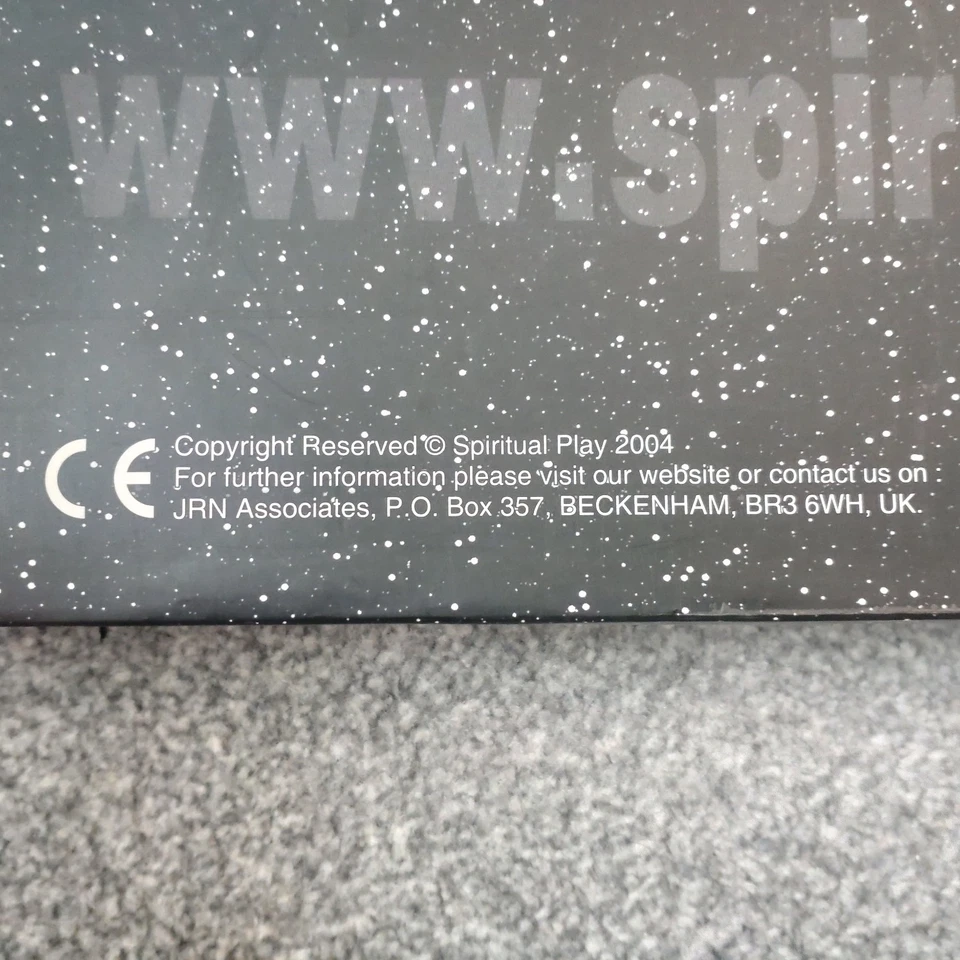 www.spir
CE Copyright Reserved © Spiritual Play 2004
For further information please visit our website or contact us on :
JRN Associates, P.O. Box 357, BECKENHAM, BR3 6WH, UK.